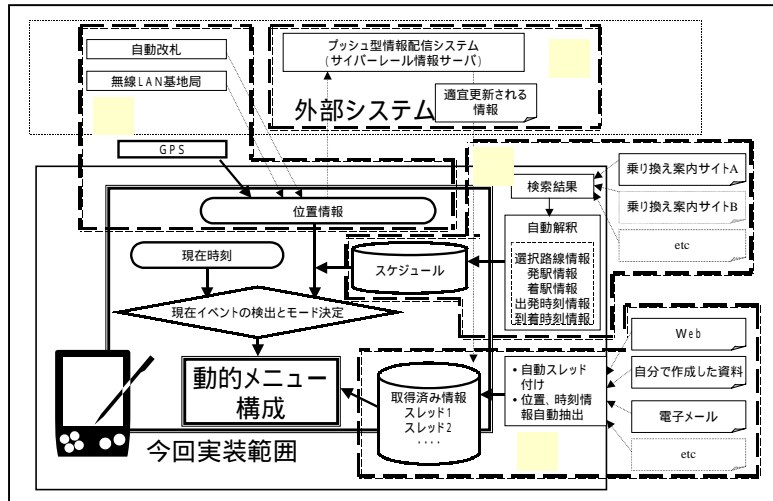 自動改札
無線LAN基地局
プッシュ型情報配信システム
(サイバーレール情報サーバ)
外部システム
適宜更新される
情報
GPS
位置情報
検索結果
乗り換え案内サイトA
乗り換え案内サイトB
etc
自動解釈
選択路線情報
発駅情報
着駅情報
出発時刻情報
到着時刻情報
現在時刻
スケジュール
現在イベントの検出とモード決定
動的メニュー
構成
取得済み情報
スレッド1
スレッド2
‥‥
・自動スレッド
付け
・位置、時刻情
報自動抽出
Web
自分で作成した資料
電子メール
etc
今回実装範囲